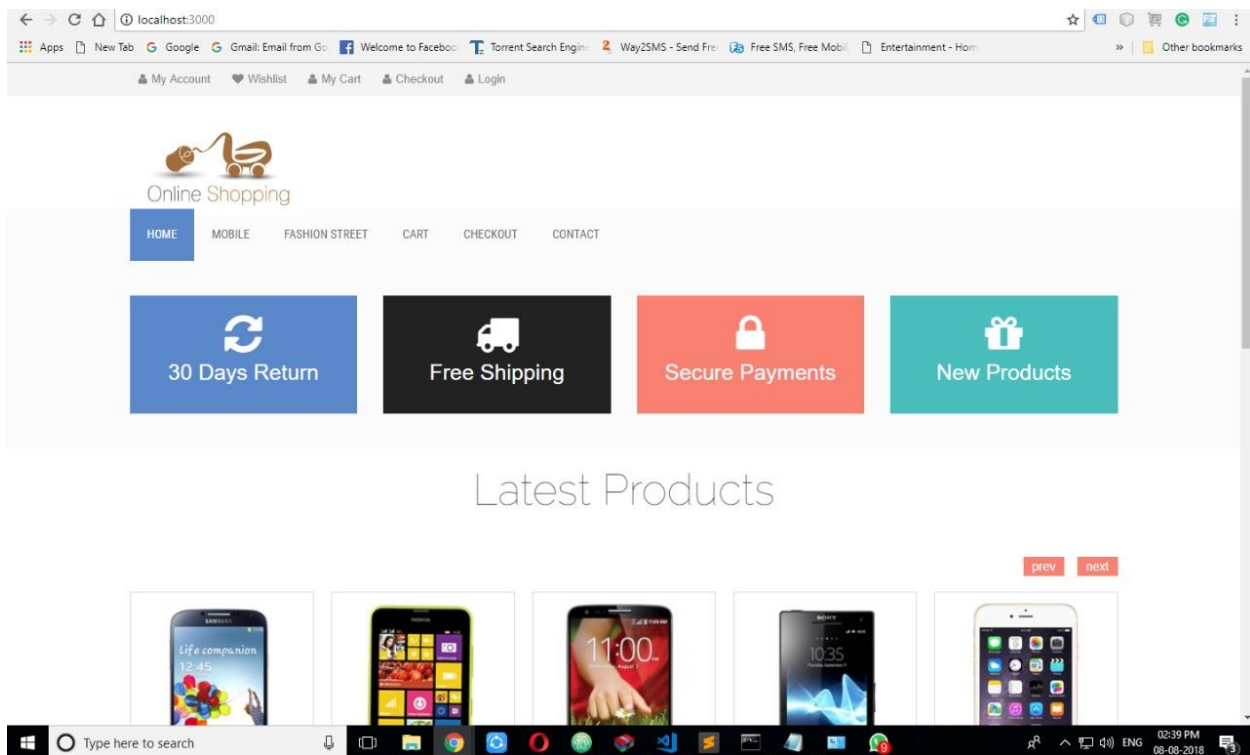 localhost:3000
Apps New Tab Google Gmail: Email from Go Welcome to Faceboo Torrent Search Engin Way2SMS - Send Fre Free SMS, Free Mobil Entertainment - Hom » Other bookmarks
My Account Wishlist My Cart Checkout Login
Online Shopping
HOME MOBILE FASHION STREET CART CHECKOUT CONTACT
30 Days Return Free Shipping Secure Payments New Products
Latest Products
prev next
SAMSUNG NOKIA SONY
Life companion
12:45
11:00
10:35
Type here to search
ENG 02:39 PM
08-08-2018